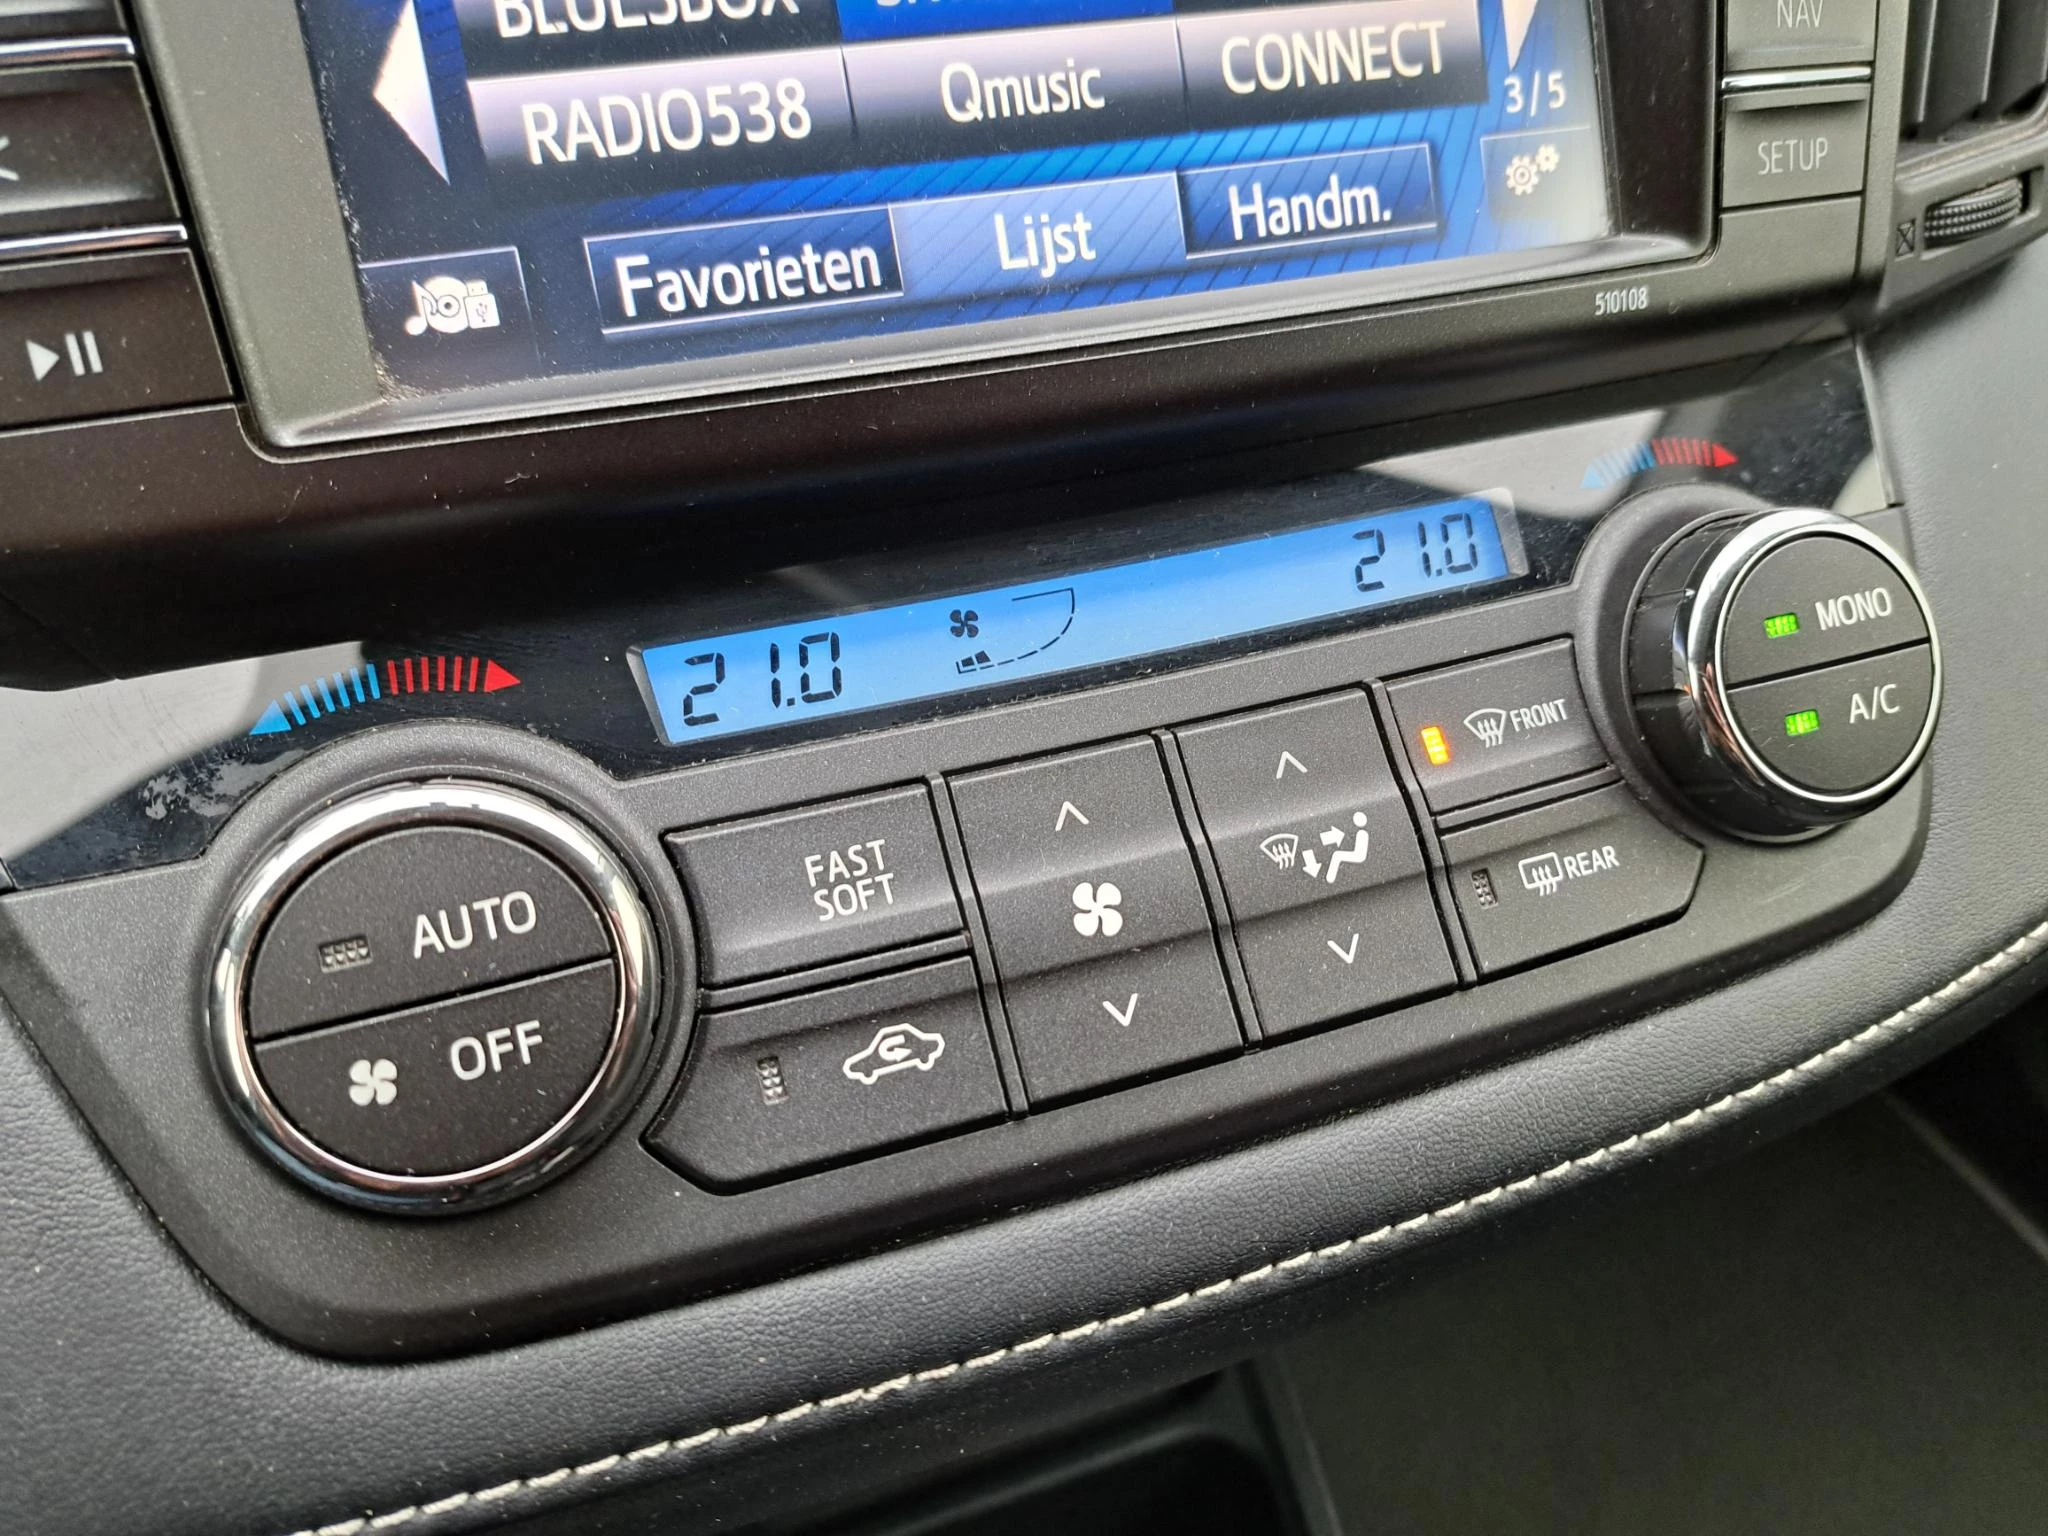 BLUESBOX
RADIO538
Qmusic
CONNECT
3/5
Favorieten
Lijst
Handm.
NAV
SETUP
510108
21.0
21.0
MONO
A/C
AUTO
OFF
FAST
SOFT
FRONT
REAR